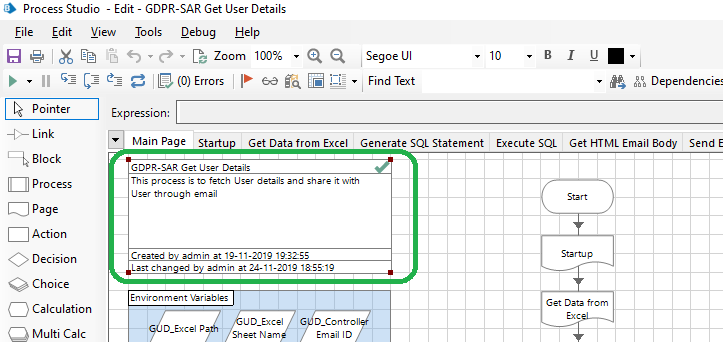 Process Studio - Edit - GDPR-SAR Get User Details
File Edit View Tools Debug Help
Zoom 100% Segoe UI 10 B I U
(0) Errors Find Text Dependencies
Pointer
Link
Block
Process
Page
Action
Decision
Choice
Calculation
Multi Calc
Expression:
Main Page Startup Get Data from Excel Generate SQL Statement Execute SQL Get HTML Email Body Send E
GDPR-SAR Get User Details
This process is to fetch User details and share it with
User through email
Created by admin at 19-11-2019 19:32:55
Last changed by admin at 24-11-2019 18:55:19
Environment Variables
GUD_Excel Path
GUD_Excel
Sheet Name
GUD_Controller
Email ID
Start
Startup
Get Data from
Excel